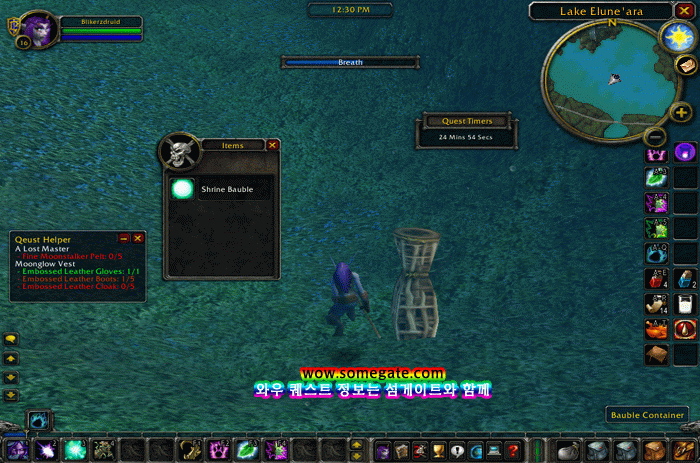 12:30 PM
Lake Elune'ara
N
Blikerzdruid
16
Breath
Quest Timers
24 Mins 54 Secs
Items
Shrine Bauble
Qeust Helper
A Lost Master
- Fine Moonstalker Pelt: 0/5
Moonglow Vest
- Embossed Leather Gloves: 1/1
- Embossed Leather Boots: 1/5
- Embossed Leather Cloak: 0/5
wow.somegate.com
와우 퀘스트 정보는 섬게이트와 함께
Bauble Container